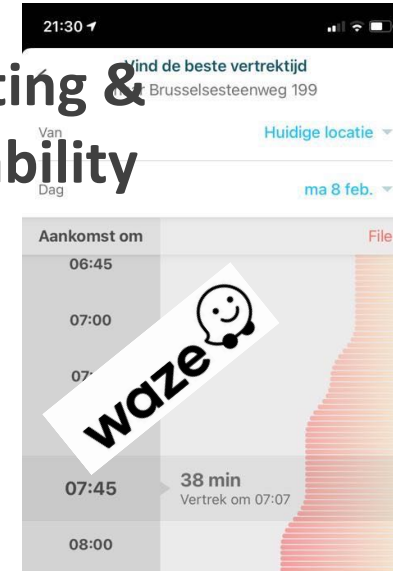 21:30
Vind de beste vertrektijd
Brusselsesteenweg 199
ting &
Van
Huidige locatie
ability
Dag
ma 8 feb.
Aankomst om
File
06:45
07:00
waze
07:45
38 min
Vertrek om 07:07
08:00